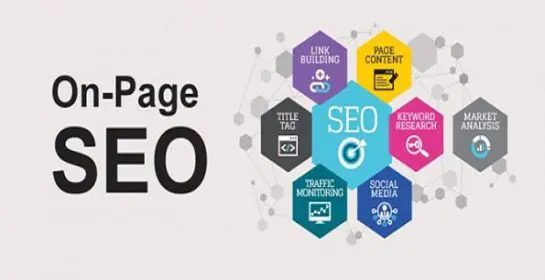 On-Page
SEO
LINK
BUILDING
PAGE
CONTENT
TITLE
TAG
SEO
KEYWORD
RESEARCH
MARKET
ANALYSIS
TRAFFIC
MONITORING
SOCIAL
MEDIA